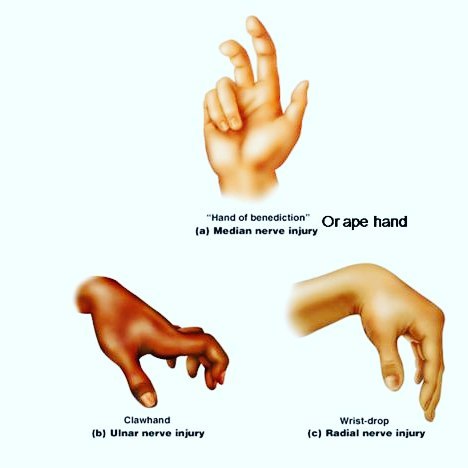 “Hand of benediction”
(a) Median nerve injury Or ape hand
Clawhand
(b) Ulnar nerve injury
Wrist-drop
(c) Radial nerve injury